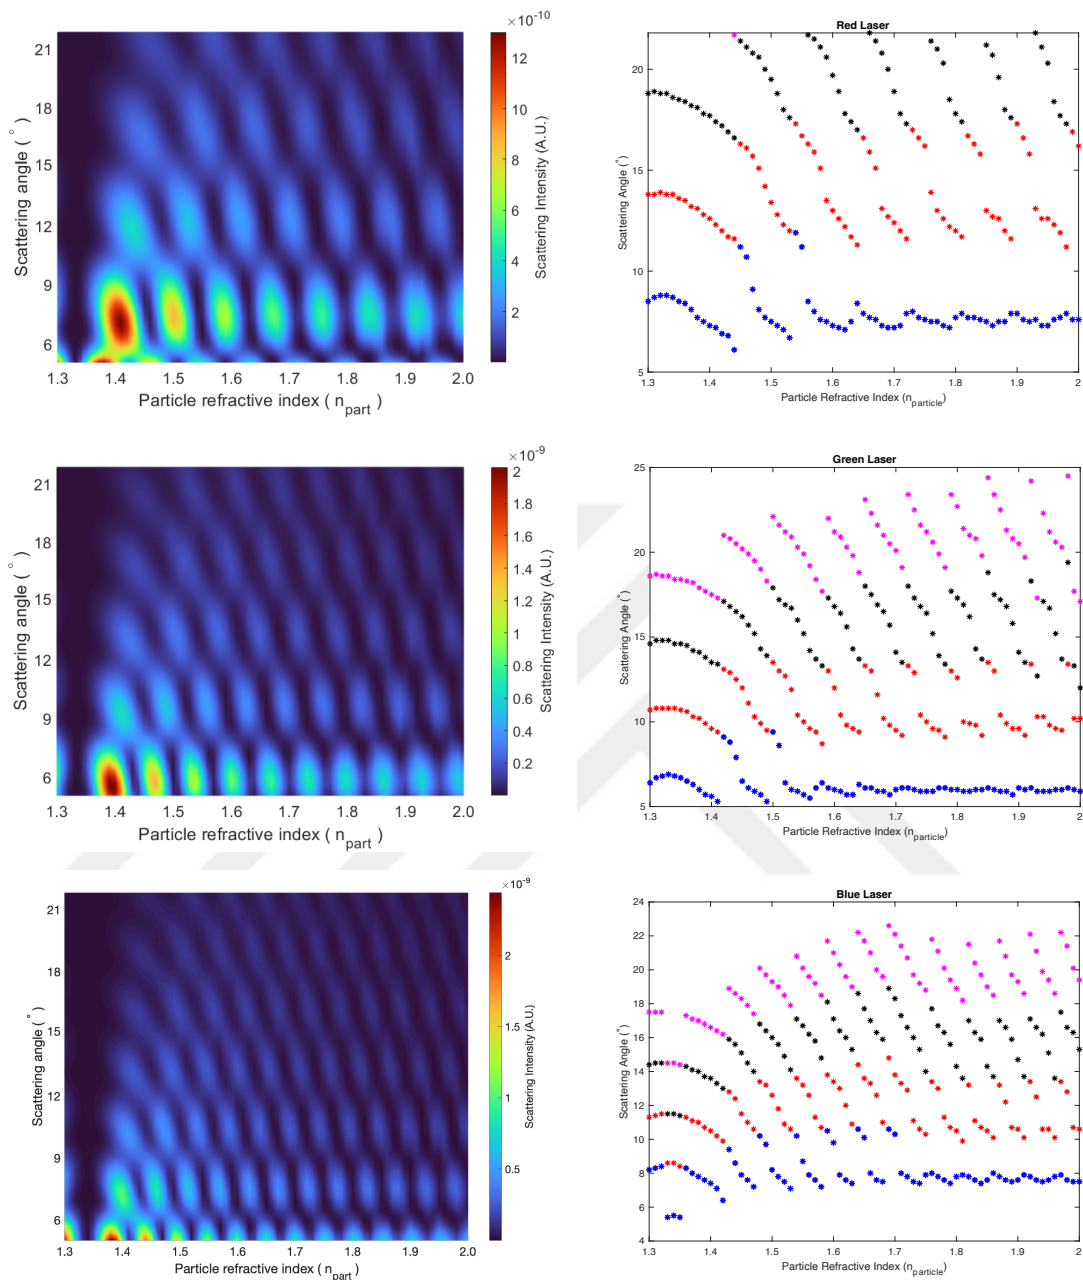 ×10⁻¹⁰
21
18
15
12
9
6
Scattering angle ( ° )
1.3 1.4 1.5 1.6 1.7 1.8 1.9 2.0
Particle refractive index ( n_part )
12
10
8
6
4
2
Scattering Intensity (A.U.)
Red Laser
20
15
10
5
Scattering Angle (°)
1.3 1.4 1.5 1.6 1.7 1.8 1.9 2
Particle Refractive Index (n_particle)
×10⁻⁹
21
18
15
12
9
6
Scattering angle ( ° )
1.3 1.4 1.5 1.6 1.7 1.8 1.9 2.0
Particle refractive index ( n_part )
2
1.8
1.6
1.4
1.2
1
0.8
0.6
0.4
0.2
Scattering Intensity (A.U.)
Green Laser
25
20
15
10
5
Scattering Angle (°)
1.3 1.4 1.5 1.6 1.7 1.8 1.9 2
Particle Refractive Index (n_particle)
×10⁻⁹
21
18
15
12
9
6
Scattering angle ( ° )
1.3 1.4 1.5 1.6 1.7 1.8 1.9 2.0
Particle refractive index ( n_part )
2
1.5
1
0.5
Scattering Intensity (A.U.)
Blue Laser
24
22
20
18
16
14
12
10
8
6
4
Scattering Angle (°)
1.3 1.4 1.5 1.6 1.7 1.8 1.9 2
Particle Refractive Index (n_particle)